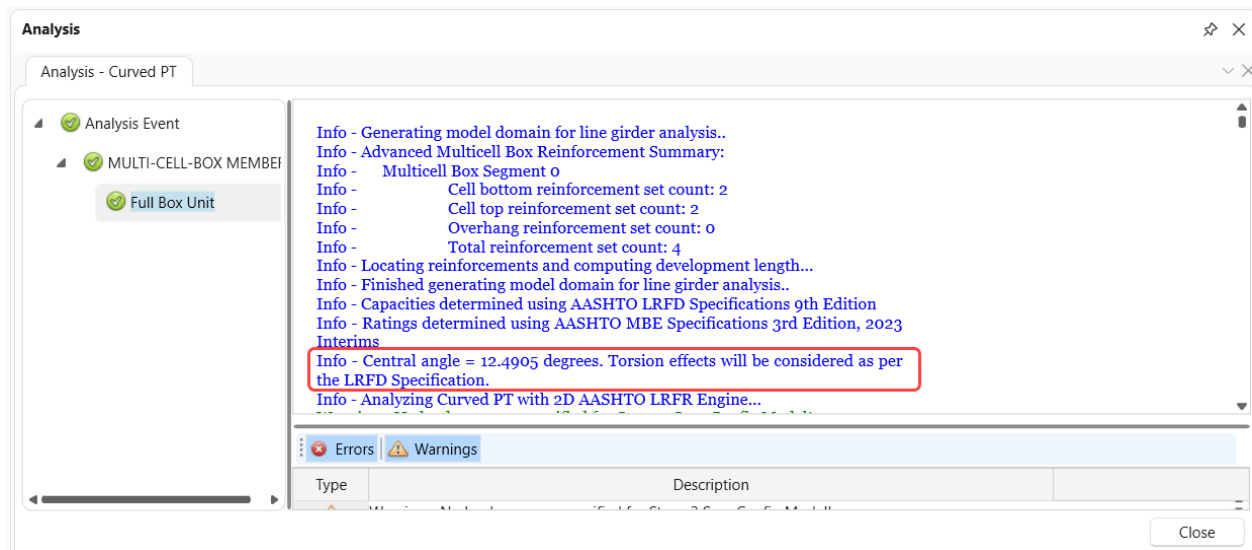 Analysis
Analysis - Curved PT
Analysis Event
MULTI-CELL-BOX MEMBER
Full Box Unit
Info - Generating model domain for line girder analysis..
Info - Advanced Multicell Box Reinforcement Summary:
Info - Multicell Box Segment 0
Info - Cell bottom reinforcement set count: 2
Info - Cell top reinforcement set count: 2
Info - Overhang reinforcement set count: 0
Info - Total reinforcement set count: 4
Info - Locating reinforcements and computing development length...
Info - Finished generating model domain for line girder analysis..
Info - Capacities determined using AASHTO LRFD Specifications 9th Edition
Info - Ratings determined using AASHTO MBE Specifications 3rd Edition, 2023
Interims
Info - Central angle = 12.4905 degrees. Torsion effects will be considered as per
the LRFD Specification.
Info - Analyzing Curved PT with 2D AASHTO LRFR Engine...
Errors Warnings
Type Description
Close